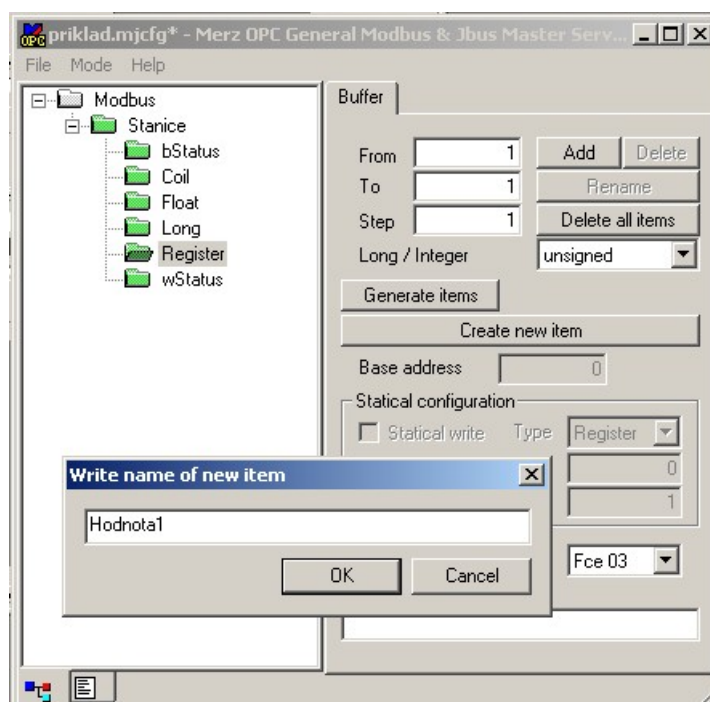 priklad.mjcfg* - Merz OPC General Modbus & Jbus Master Serv...
File Mode Help
Modbus
Stanice
bStatus
Coil
Float
Long
Register
wStatus
Buffer
From 1 Add Delete
To 1 Rename
Step 1 Delete all items
Long / Integer unsigned
Generate items
Create new item
Base address 0
Statical configuration
Statical write Type Register
0
1
Fce 03
Write name of new item
Hodnota1
OK Cancel